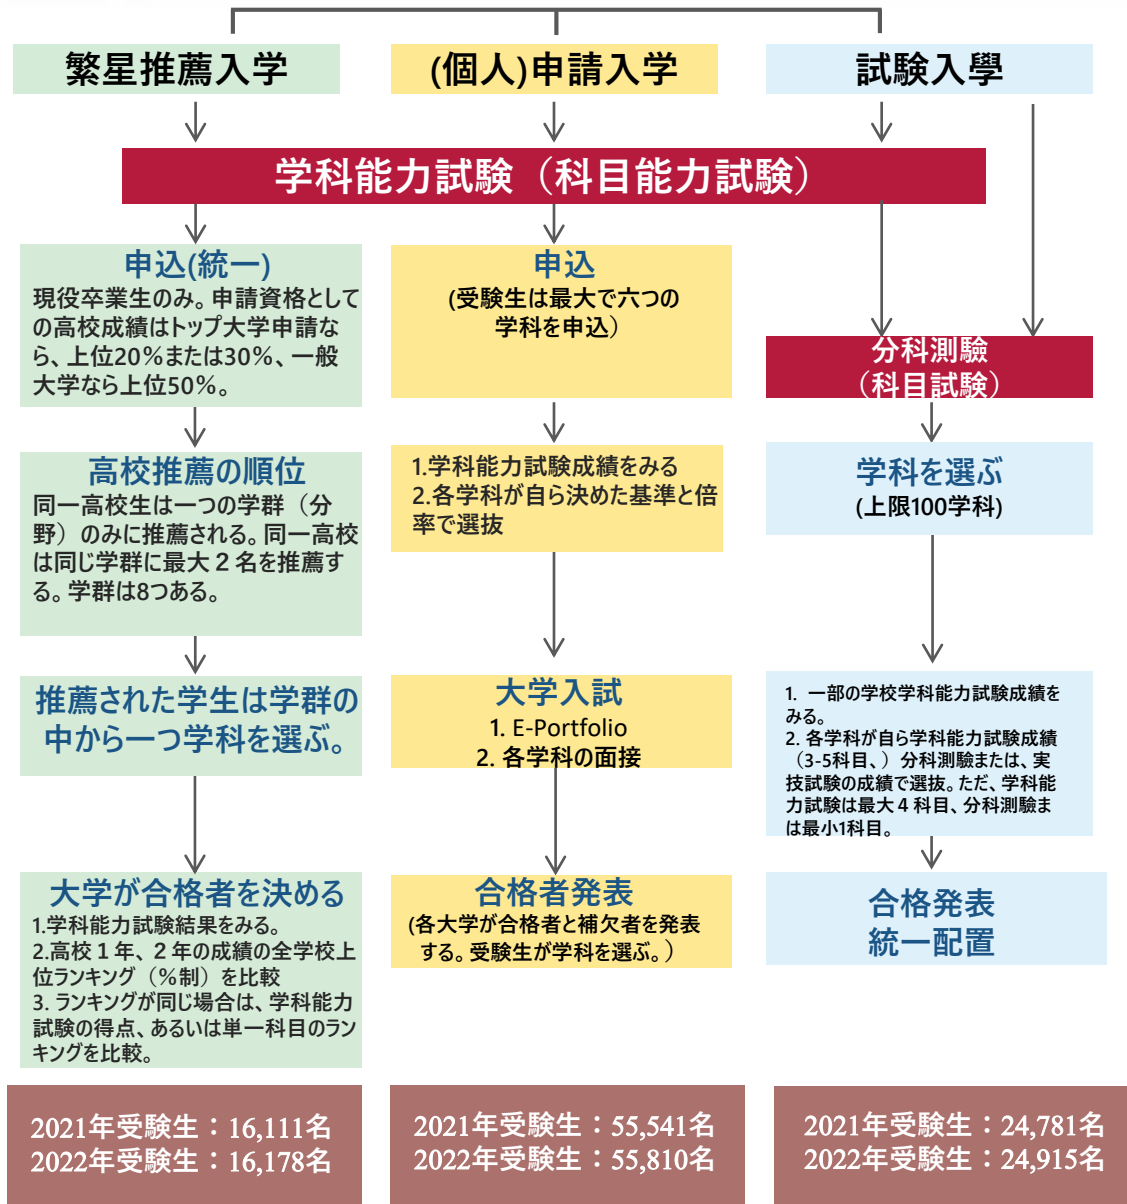 繁星推薦入学
(個人)申請入学
試験入學
学科能力試験（科目能力試験）
申込(統一)
現役卒業生のみ。申請資格として
の高校成績はトップ大学申請な
ら、上位20％または30％、一般
大学なら上位50％。
高校推薦の順位
同一高校生は一つの学群（分
野）のみに推薦される。同一高校
は同じ学群に最大２名を推薦す
る。学群は8つある。
推薦された学生は学群の
中から一つ学科を選ぶ。
大学が合格者を決める
1.学科能力試験結果をみる。
2.高校１年、２年の成績の全学校上
位ランキング（％制）を比較
3. ランキングが同じ場合は、学科能力
試験の得点、あるいは単一科目のラン
キングを比較。
2021年受験生：16,111名
2022年受験生：16,178名
申込
(受験生は最大で六つの
学科を申込）
1.学科能力試験成績をみる
2.各学科が自ら決めた基準と倍
率で選抜
大学入試
1. E-Portfolio
2. 各学科の面接
合格者発表
(各大学が合格者と補欠者を発表
する。受験生が学科を選ぶ。）
2021年受験生：55,541名
2022年受験生：55,810名
分科測驗
（科目試験）
学科を選ぶ
(上限100学科)
1. 一部の学校学科能力試験成績を
みる。
2. 各学科が自ら学科能力試験成績
（3-5科目、）分科測驗または、実
技試験の成績で選抜。ただ、学科能
力試験は最大４科目、分科測驗ま
は最小1科目。
合格発表
統一配置
2021年受験生：24,781名
2022年受験生：24,915名